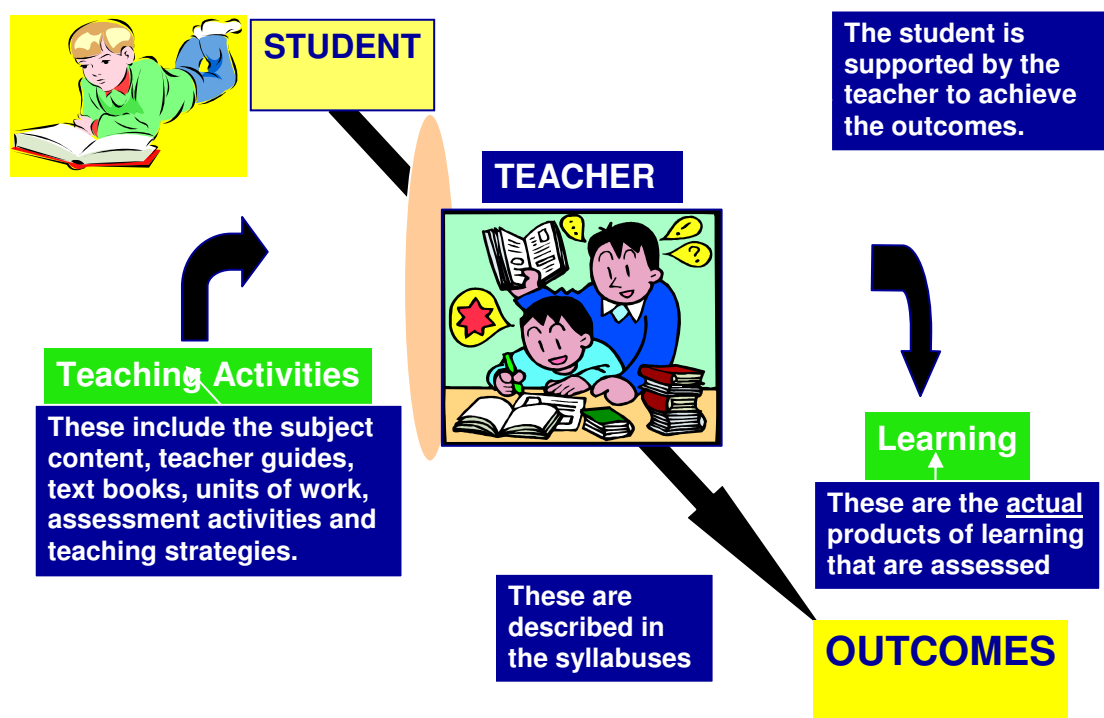 STUDENT
The student is
supported by the
teacher to achieve
the outcomes.
TEACHER
Teaching Activities
These include the subject
content, teacher guides,
text books, units of work,
assessment activities and
teaching strategies.
Learning
These are the actual
products of learning
that are assessed
These are
described in
the syllabuses
OUTCOMES